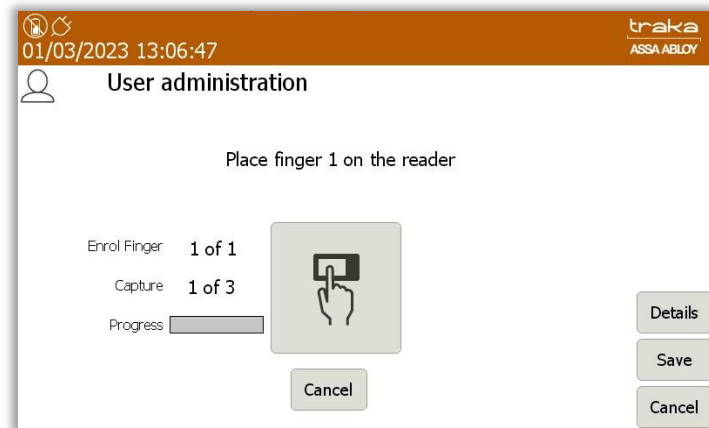 traka
01/03/2023 13:06:47
ASSA ABLOY
User administration
Place finger 1 on the reader
Enrol Finger 1 of 1
Capture 1 of 3
Progress
Details
Save
Cancel
Cancel